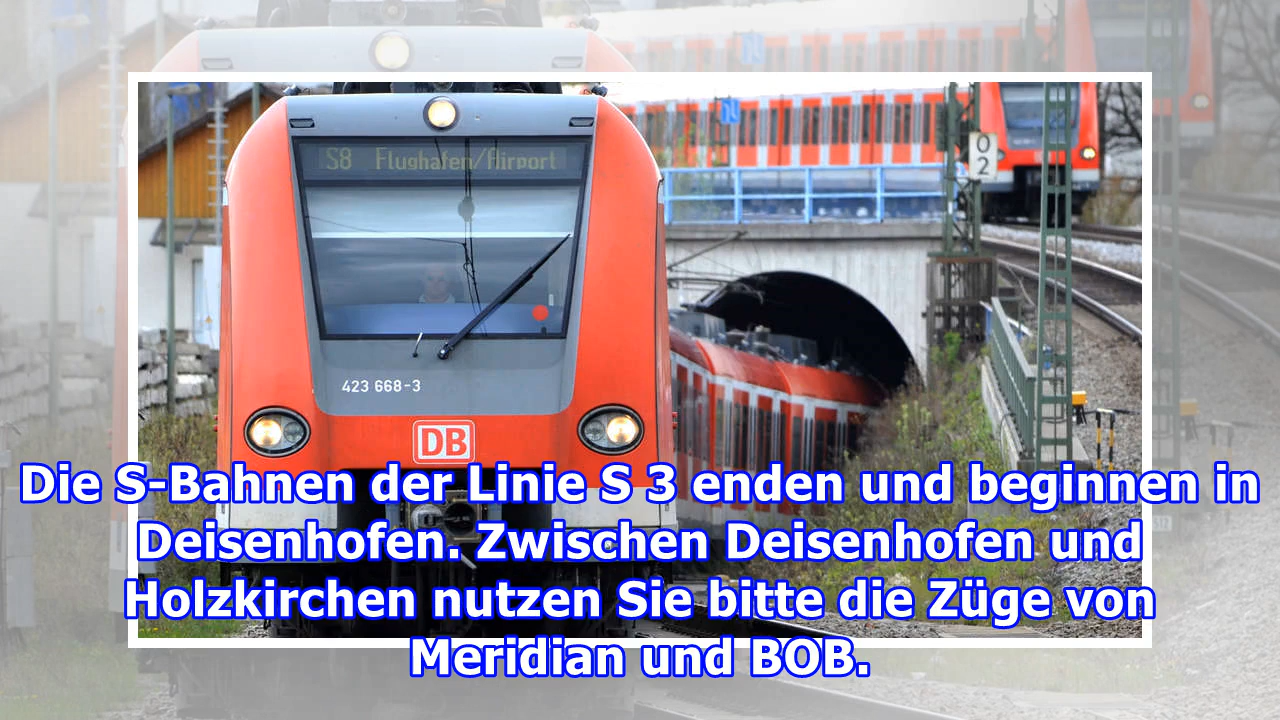 S8 Flughafen/Airport
02
423 668-3
DB
Die S-Bahnen der Linie S 3 enden und beginnen in
Deisenhofen. Zwischen Deisenhofen und
Holzkirchen nutzen Sie bitte die Züge von
Meridian und BOB.